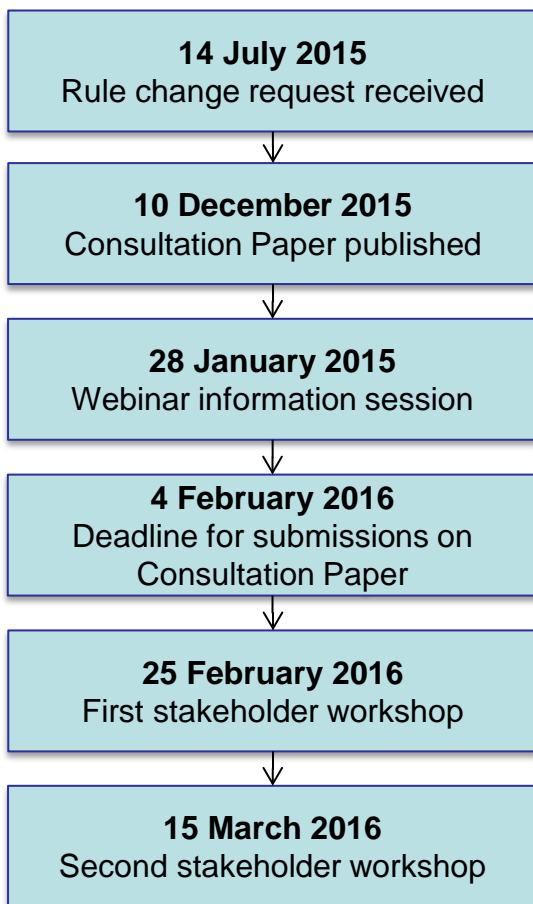 14 July 2015
Rule change request received
10 December 2015
Consultation Paper published
28 January 2015
Webinar information session
4 February 2016
Deadline for submissions on
Consultation Paper
25 February 2016
First stakeholder workshop
15 March 2016
Second stakeholder workshop